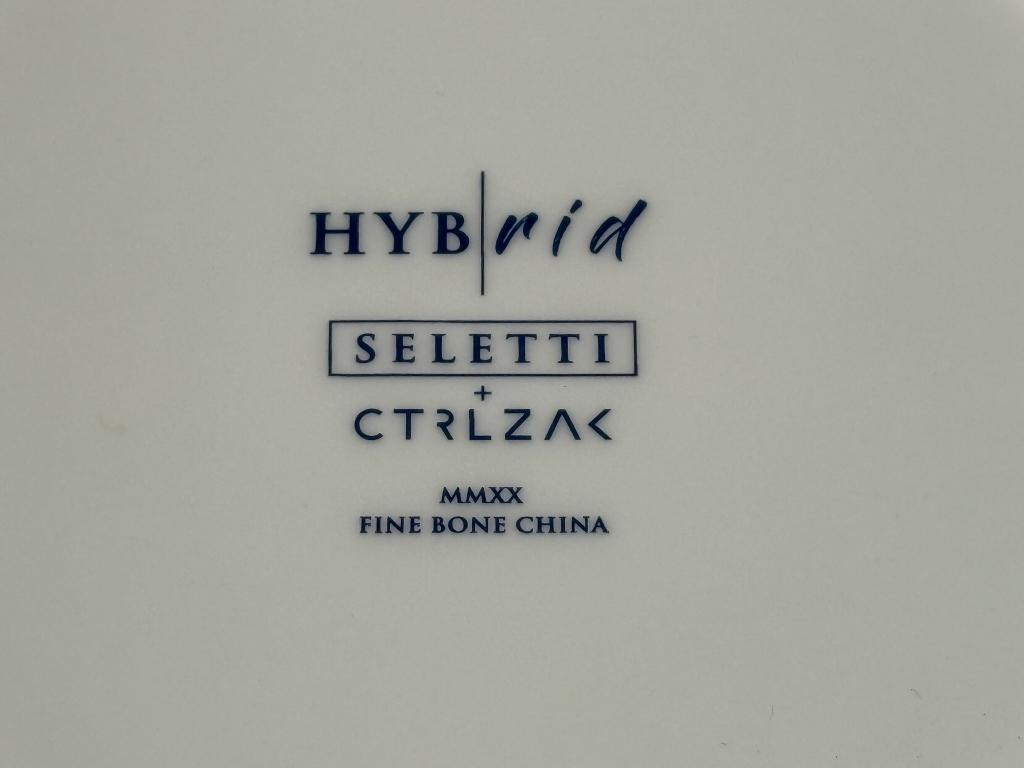 HYB|rid
SELETTI
+
CTRLZAK
MMXX
FINE BONE CHINA